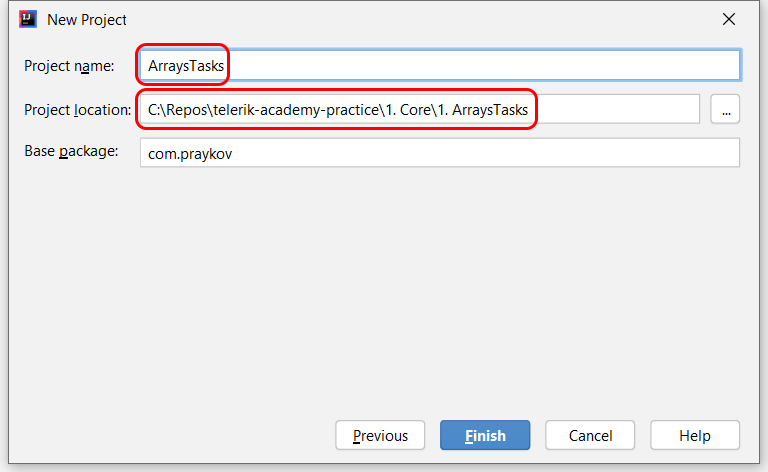 New Project
Project name: ArraysTasks
Project location: C:\Repos\telerik-academy-practice\1. Core\1. ArraysTasks ...
Base package: com.praykov
Previous Finish Cancel Help